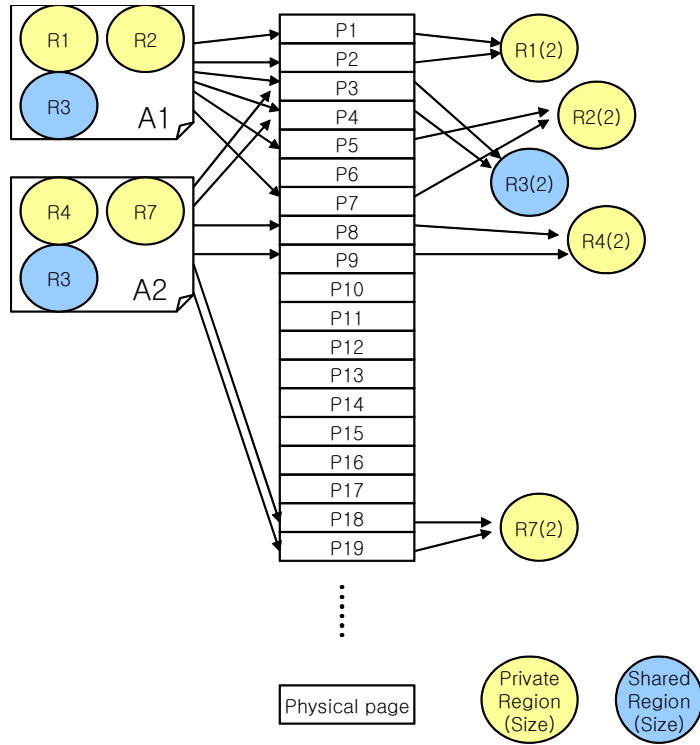 R1
R2
R3
A1
R4
R7
R3
A2
P1
P2
P3
P4
P5
P6
P7
P8
P9
P10
P11
P12
P13
P14
P15
P16
P17
P18
P19
R1(2)
R2(2)
R3(2)
R4(2)
R7(2)
Physical page
Private
Region
(Size)
Shared
Region
(Size)